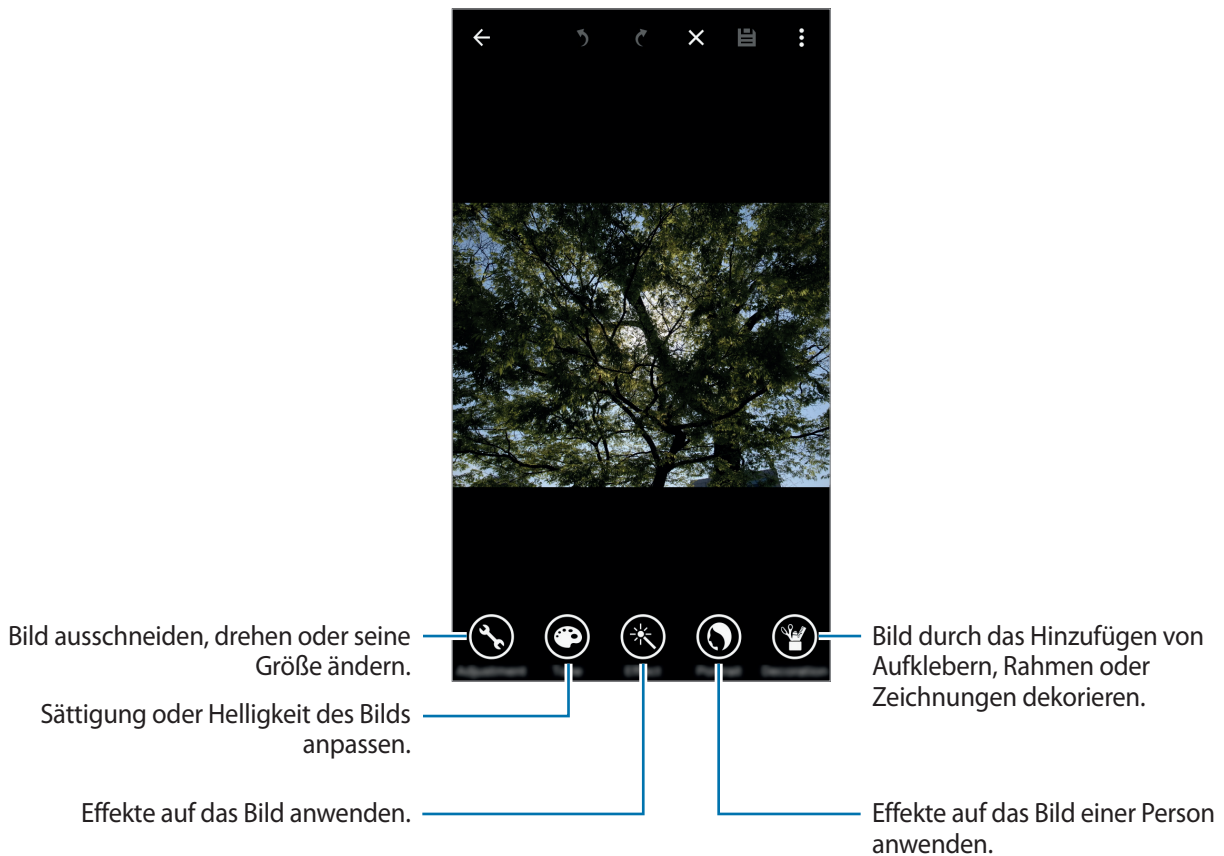 Bild ausschneiden, drehen oder seine
Größe ändern.
Sättigung oder Helligkeit des Bilds
anpassen.
Effekte auf das Bild anwenden.
Bild durch das Hinzufügen von
Aufklebern, Rahmen oder
Zeichnungen dekorieren.
Effekte auf das Bild einer Person
anwenden.